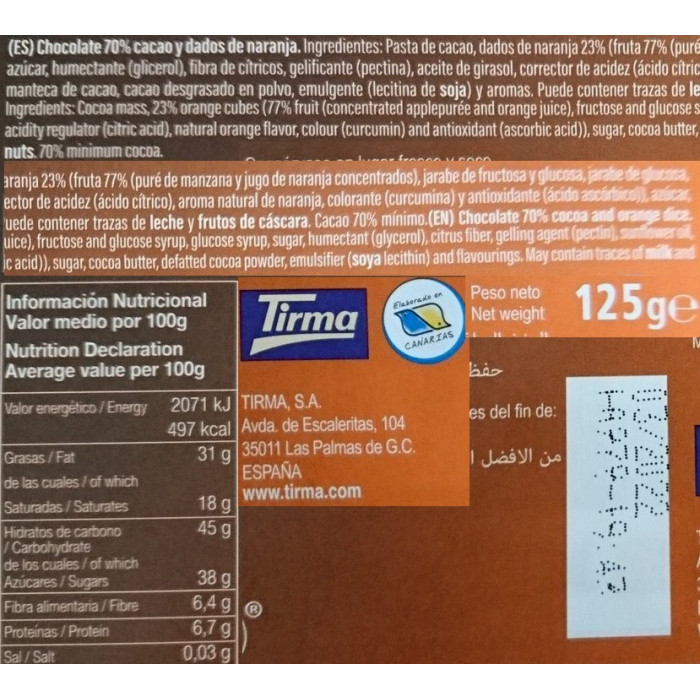 (ES) Chocolate 70% cacao y dados de naranja. Ingredientes: Pasta de cacao, dados de naranja 23% (fruta 77% (puré
azúcar, humectante (glicerol), fibra de cítricos, gelificante (pectina), aceite de girasol, corrector de acidez (ácido cítric
manteca de cacao, cacao desgrasado en polvo, emulgente (lecitina de soja) y aromas. Puede contener trazas de le
Ingredients: Cocoa mass, 23% orange cubes (77% fruit (concentrated applepurée and orange juice), fructose and glucose s
acidity regulator (citric acid), natural orange flavor, colour (curcumin) and antioxidant (ascorbic acid)), sugar, cocoa butter
nuts. 70% minimum cocoa.
aranja 23% (fruta 77% (puré de manzana y jugo de naranja concentrados), jarabe de fructosa y glucosa, jarabe de glucosa,
ector de acidez (ácido cítrico), aroma natural de naranja, colorante (curcumina) y antioxidante (ácido ascórbico)), azúcar,
uede contener trazas de leche y frutos de cáscara. Cacao 70% mínimo.(EN) Chocolate 70% cocoa and orange dice.
uice), fructose and glucose syrup, glucose syrup, sugar, humectant (glycerol), citrus fiber, gelling agent (pectin), sunflower oil,
c acid)), sugar, cocoa butter, defatted cocoa powder, emulsifier (soya lecithin) and flavourings. May contain traces of milk and
Información Nutricional
Valor medio por 100g
Nutrition Declaration
Average value per 100g
Valor energético / Energy 2071 kJ
497 kcal
Grasas / Fat 31 g
de las cuales / of which
Saturadas / Saturates 18 g
Hidratos de carbono 45 g
/ Carbohydrate
de los cuales / of which
Azúcares / Sugars 38 g
Fibra alimentaria / Fibre 6,4 g
Proteínas / Protein 6,7 g
Sal / Salt 0,03 g
®
Tirma
Elaborado en
CANARIAS
TIRMA, S.A.
Avda. de Escaleritas, 104
35011 Las Palmas de G.C.
ESPAÑA
www.tirma.com
Peso neto
Net weight
125g e
حفظ
es del fin de:
من الافضل